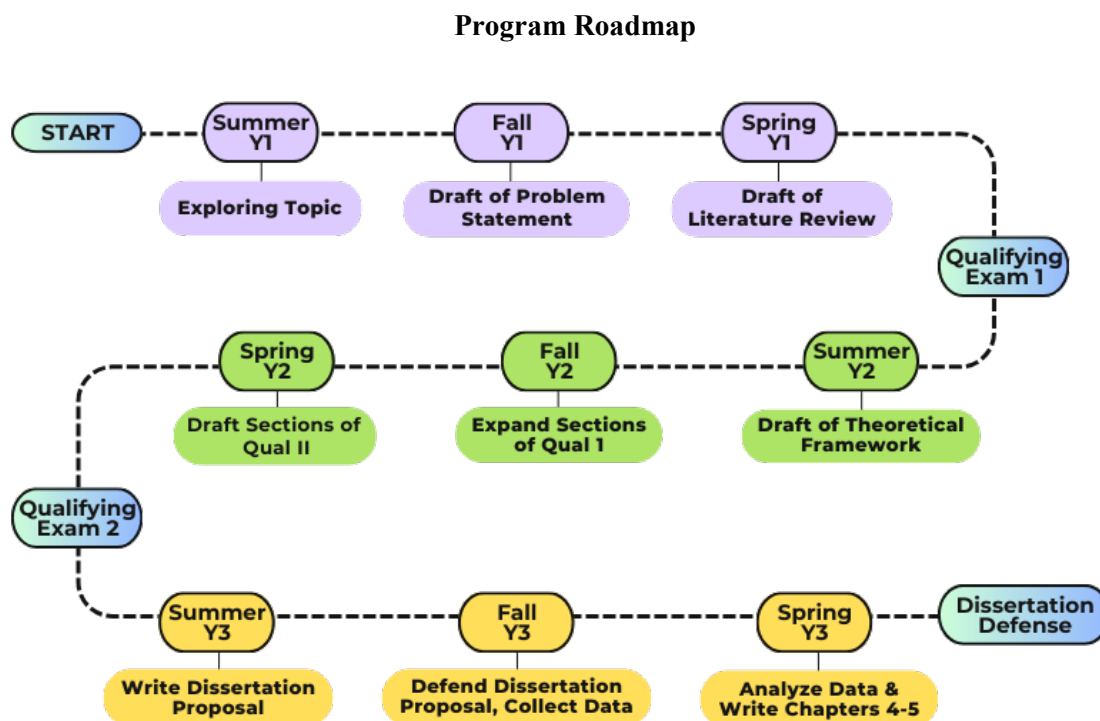 Program Roadmap
START
Summer
Y1
Fall
Y1
Spring
Y1
Exploring Topic
Draft of Problem
Statement
Draft of
Literature Review
Qualifying
Exam 1
Summer
Y2
Fall
Y2
Spring
Y2
Draft of Theoretical
Framework
Expand Sections
of Qual 1
Draft Sections of
Qual II
Qualifying
Exam 2
Summer
Y3
Fall
Y3
Spring
Y3
Dissertation
Defense
Write Dissertation
Proposal
Defend Dissertation
Proposal, Collect Data
Analyze Data &
Write Chapters 4-5